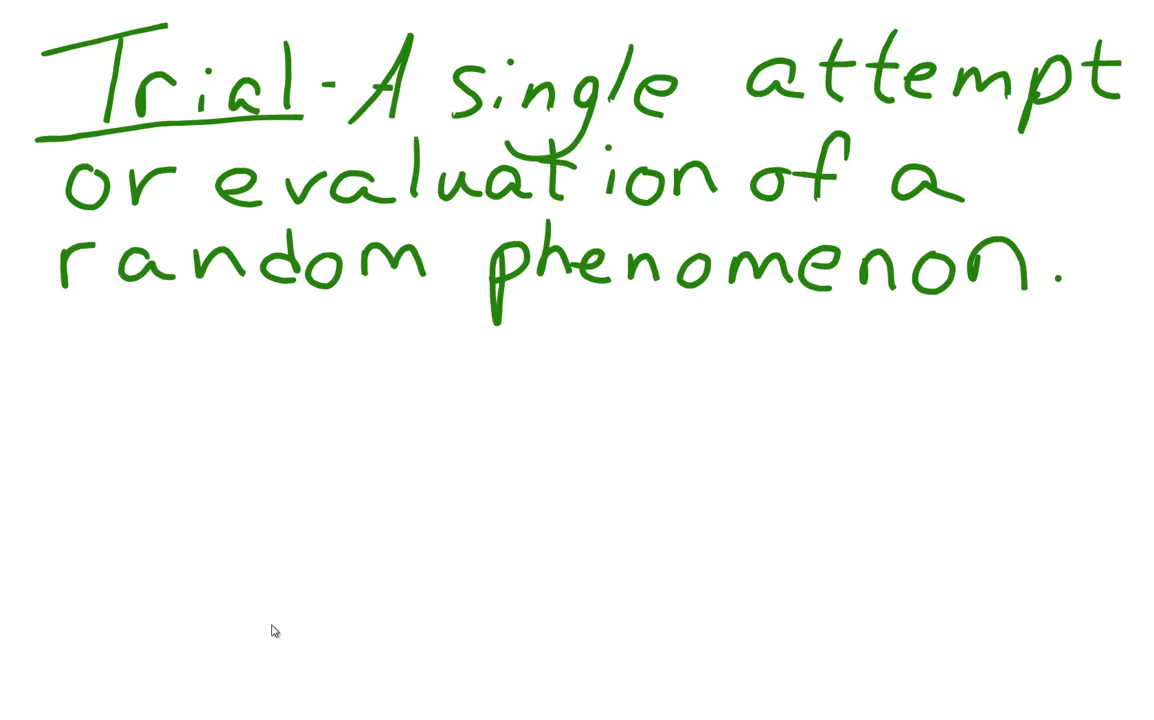 Trial - A single attempt
or evaluation of a
random phenomenon.